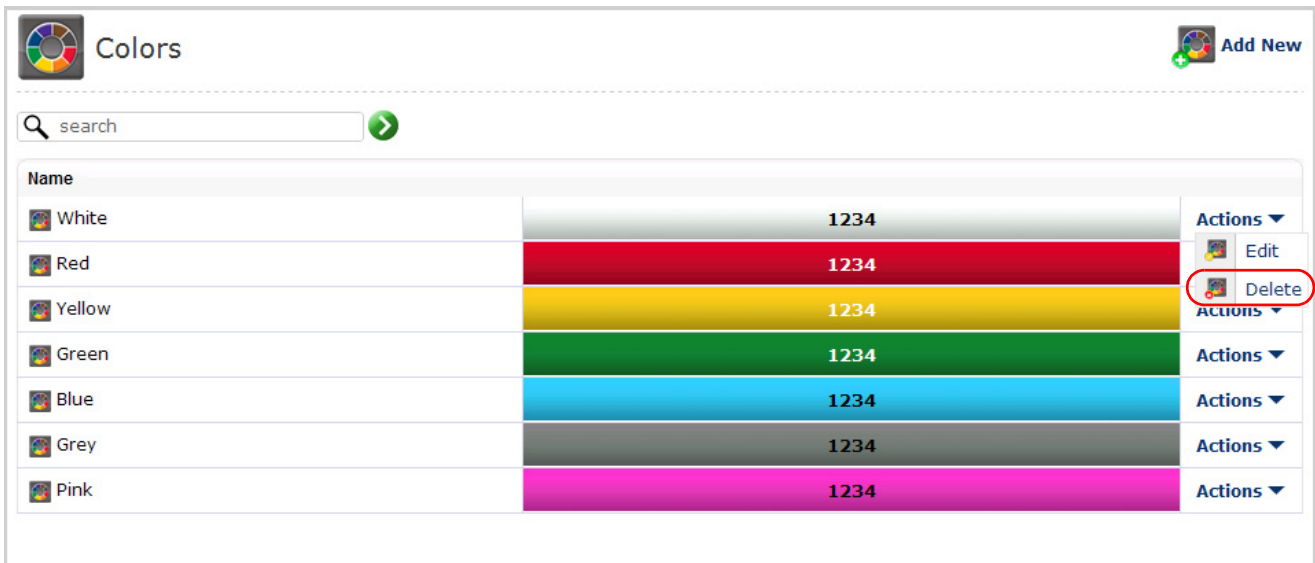 Colors
Add New
search
Name
White 1234 Actions
Edit
Red 1234
Delete
Yellow 1234 Actions
Green 1234 Actions
Blue 1234 Actions
Grey 1234 Actions
Pink 1234 Actions